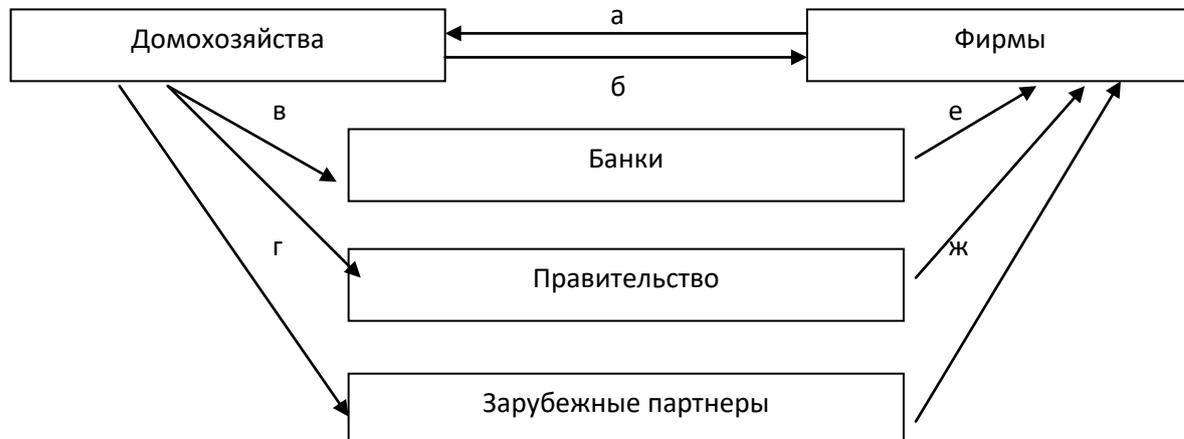 а
Домохозяйства
Фирмы
б
в
е
Банки
г
ж
Правительство
Зарубежные партнеры